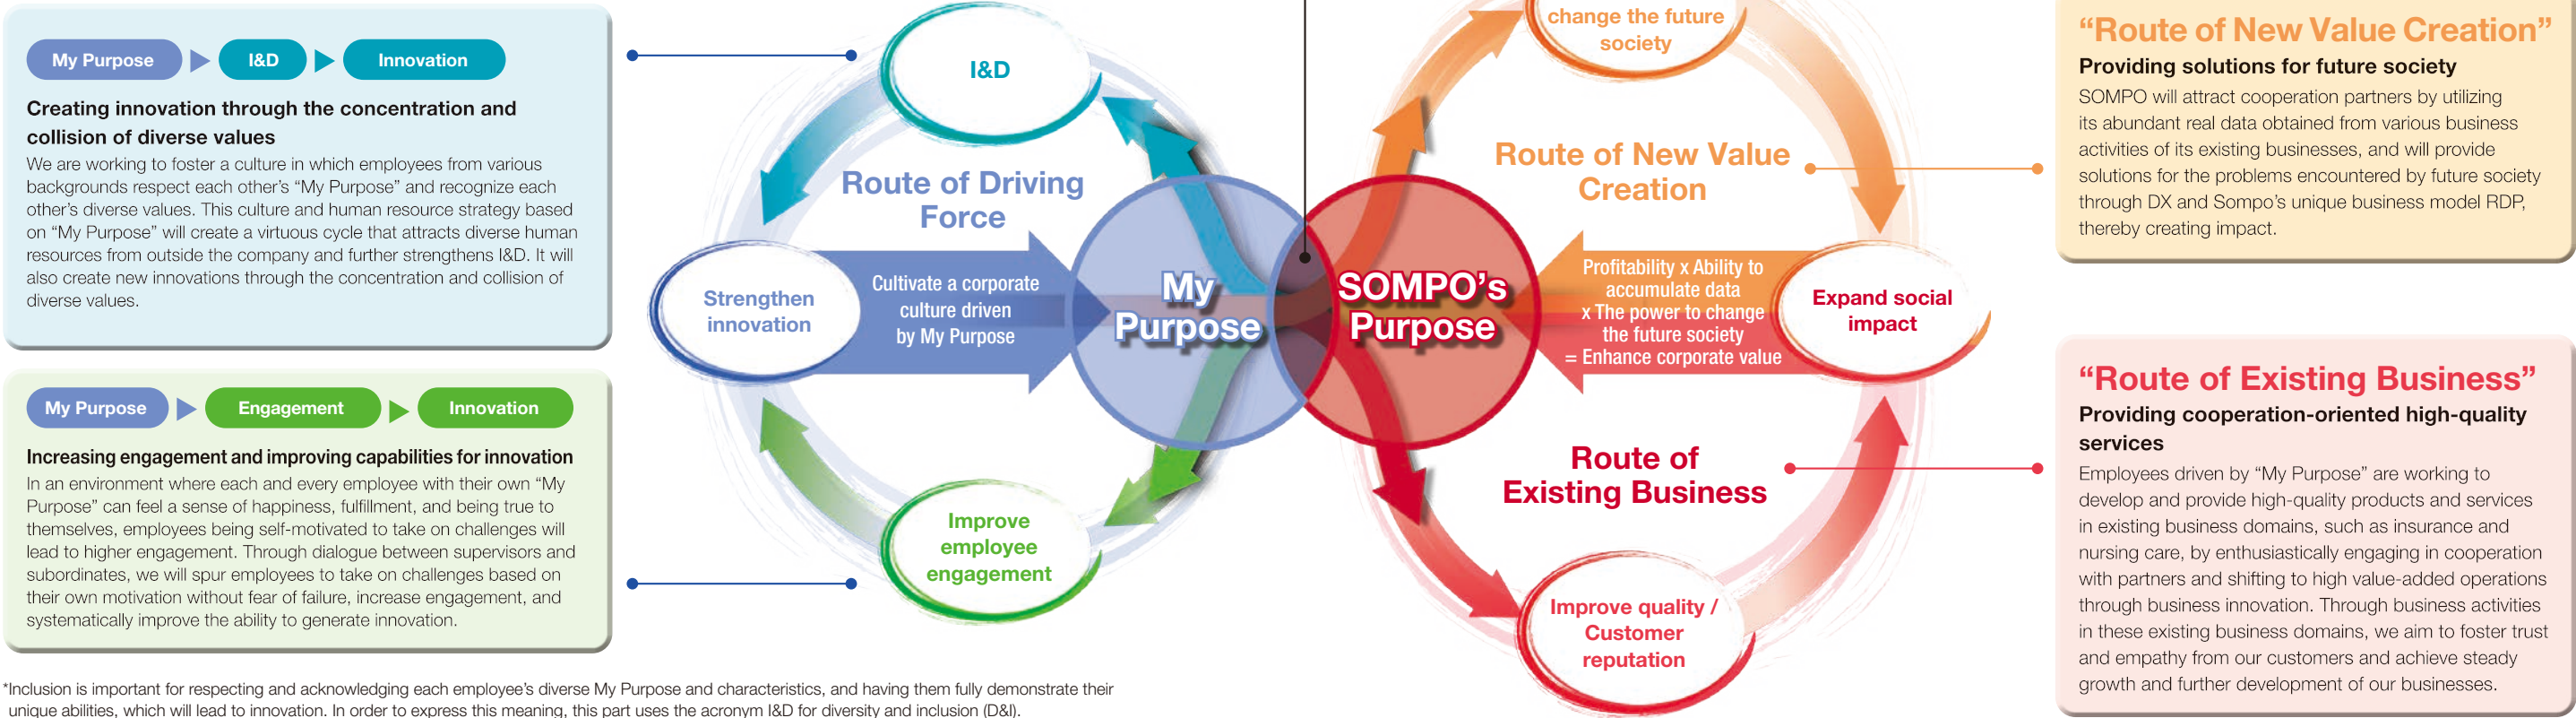 My Purpose
I&D
Innovation
Creating innovation through the concentration and
collision of diverse values
We are working to foster a culture in which employees from various
backgrounds respect each other’s “My Purpose” and recognize each
other’s diverse values. This culture and human resource strategy based
on “My Purpose” will create a virtuous cycle that attracts diverse human
resources from outside the company and further strengthens I&D. It will
also create new innovations through the concentration and collision of
diverse values.
My Purpose
Engagement
Innovation
Increasing engagement and improving capabilities for innovation
In an environment where each and every employee with their own “My
Purpose” can feel a sense of happiness, fulfillment, and being true to
themselves, employees being self-motivated to take on challenges will
lead to higher engagement. Through dialogue between supervisors and
subordinates, we will spur employees to take on challenges based on
their own motivation without fear of failure, increase engagement, and
systematically improve the ability to generate innovation.
*Inclusion is important for respecting and acknowledging each employee’s diverse My Purpose and characteristics, and having them fully demonstrate their
unique abilities, which will lead to innovation. In order to express this meaning, this part uses the acronym I&D for diversity and inclusion (D&I).
I&D
Route of Driving
Force
Strengthen
innovation
Cultivate a corporate
culture driven
by My Purpose
My
Purpose
Improve
employee
engagement
SOMPO’s
Purpose
change the future
society
Route of New Value
Creation
Profitability x Ability to
accumulate data
x The power to change
the future society
= Enhance corporate value
Expand social
impact
Route of
Existing Business
Improve quality /
Customer
reputation
“Route of New Value Creation”
Providing solutions for future society
SOMPO will attract cooperation partners by utilizing
its abundant real data obtained from various business
activities of its existing businesses, and will provide
solutions for the problems encountered by future society
through DX and Sompo’s unique business model RDP,
thereby creating impact.
“Route of Existing Business”
Providing cooperation-oriented high-quality
services
Employees driven by “My Purpose” are working to
develop and provide high-quality products and services
in existing business domains, such as insurance and
nursing care, by enthusiastically engaging in cooperation
with partners and shifting to high value-added operations
through business innovation. Through business activities
in these existing business domains, we aim to foster trust
and empathy from our customers and achieve steady
growth and further development of our businesses.